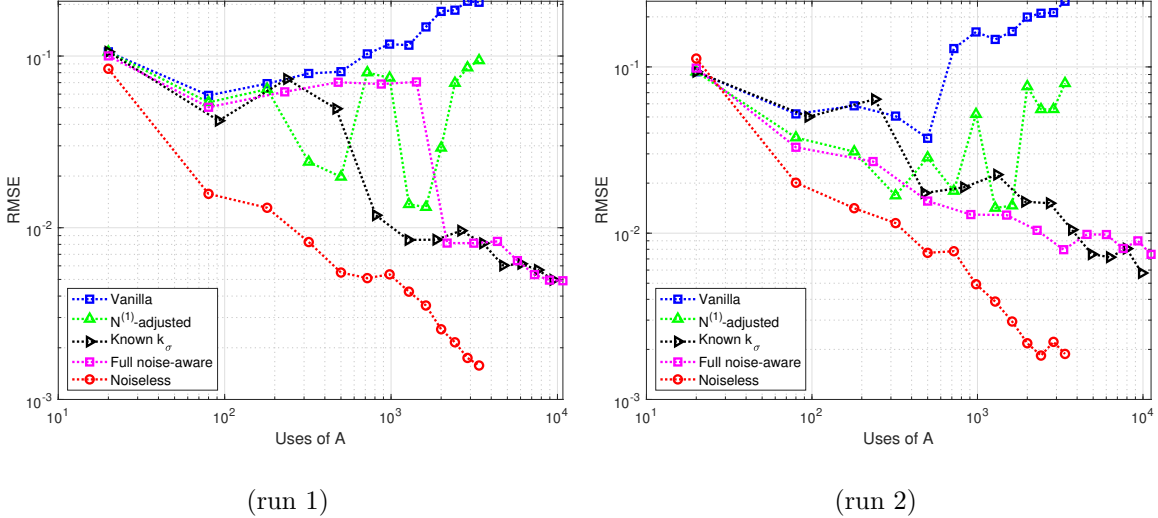 10^-1
10^-2
10^-3
RMSE
10^1
10^2
10^3
10^4
Uses of A
Vanilla
N^(1)-adjusted
Known k_σ
Full noise-aware
Noiseless
(run 1)
10^-1
10^-2
10^-3
RMSE
10^1
10^2
10^3
10^4
Uses of A
Vanilla
N^(1)-adjusted
Known k_σ
Full noise-aware
Noiseless
(run 2)